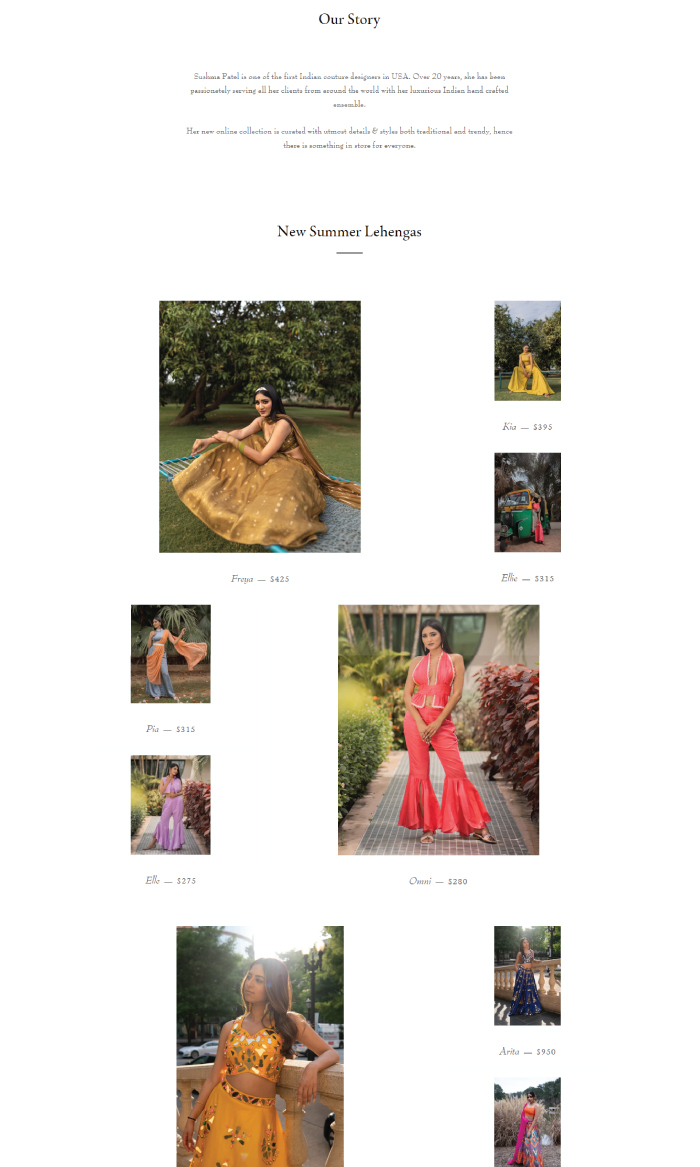 Our Story
Sushma Patel is one of the first Indian couture designers in USA. Over 20 years, she has been
passionately serving all her clients from around the world with her luxurious Indian hand crafted
ensemble.
Her new online collection is curated with utmost details & styles both traditional and trendy, hence
there is something in store for everyone.
New Summer Lehengas
Kia — $395
Freya — $425
Ellie — $315
Pia — $315
Elle — $275
Omni — $280
Arita — $950